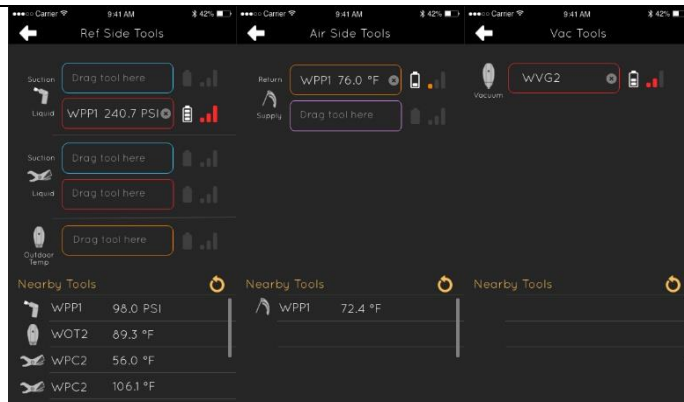 Carrier 9:41 AM 42%
Ref Side Tools
Suction Drag tool here
Liquid WPP1 240.7 PSI
Suction Drag tool here
Liquid Drag tool here
Outdoor Temp Drag tool here
Nearby Tools
WPP1 98.0 PSI
WOT2 89.3 °F
WPC2 56.0 °F
WPC2 106.1 °F
Carrier 9:41 AM 42%
Air Side Tools
Return WPP1 76.0 °F
Supply Drag tool here
Nearby Tools
WPP1 72.4 °F
Carrier 9:41 AM 42%
Vac Tools
Vacuum WVG2
Nearby Tools